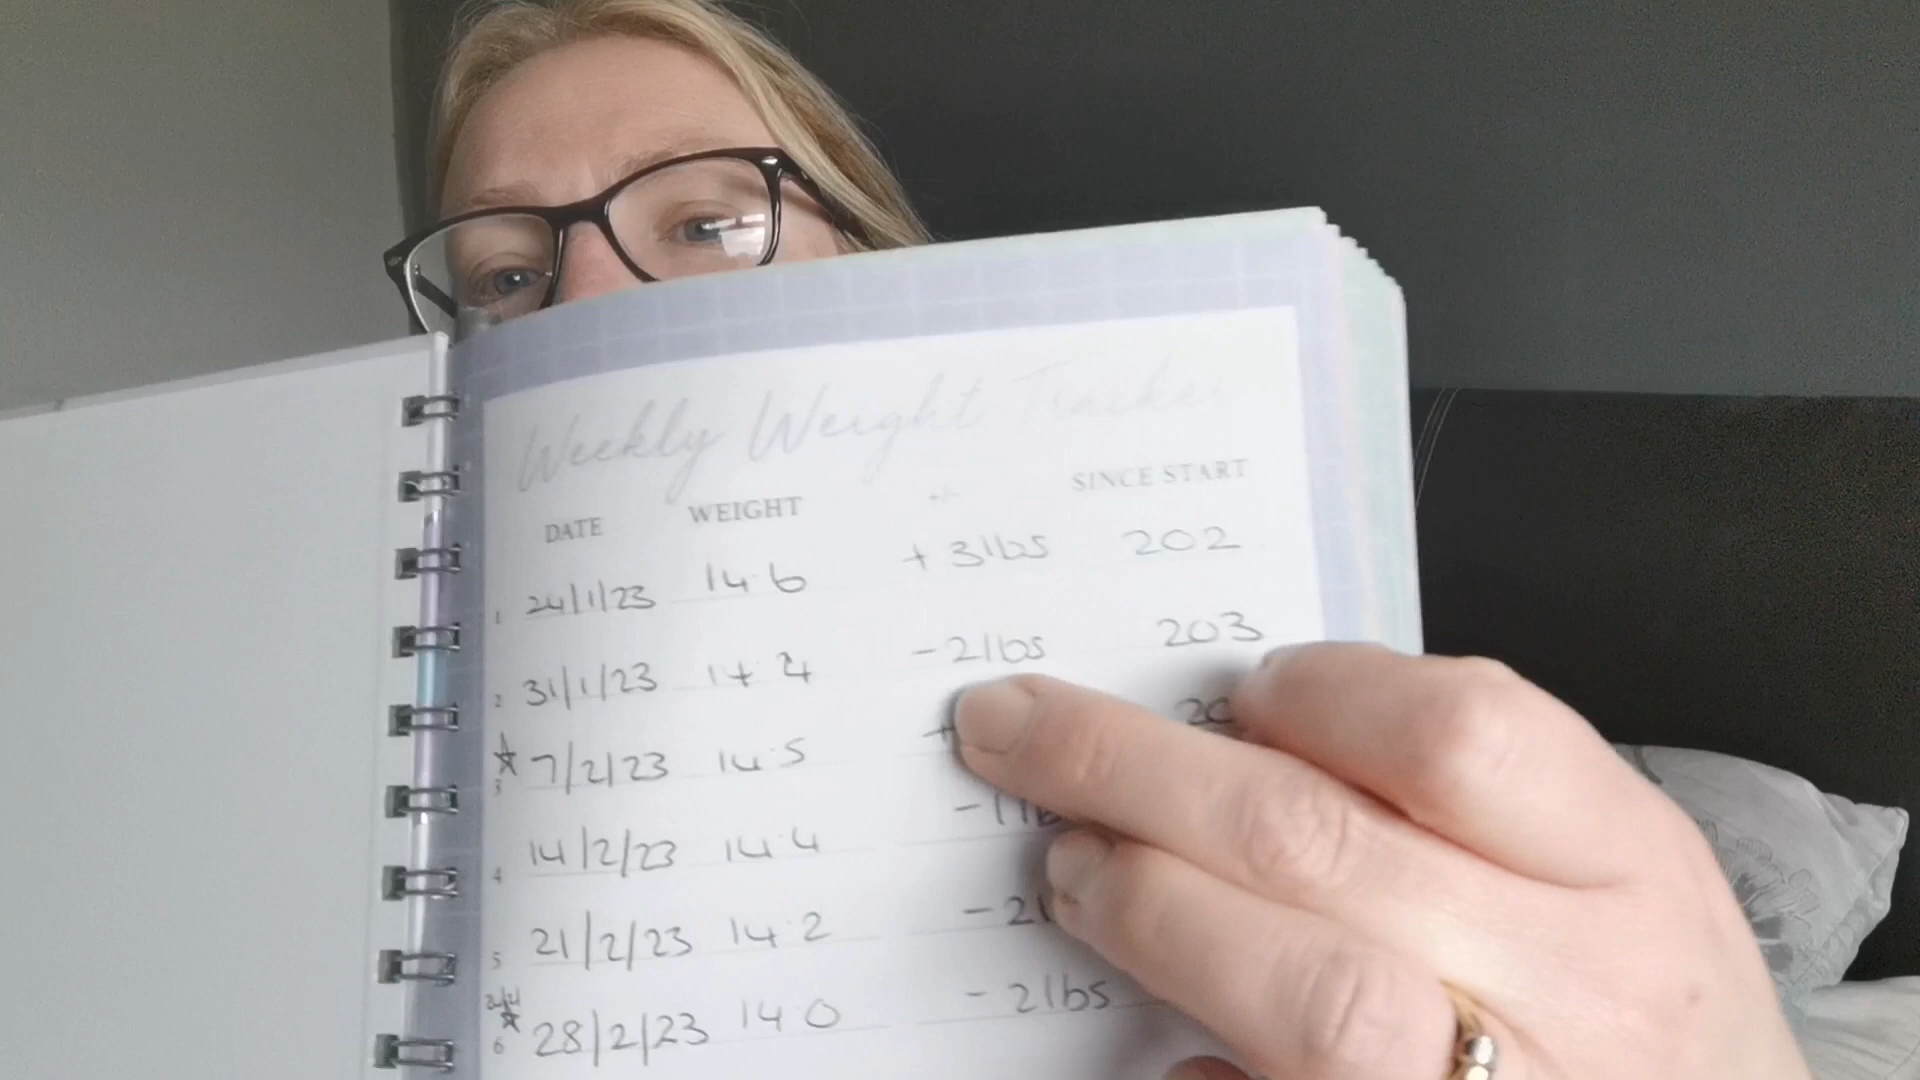 Weekly Weight Tracker
DATE WEIGHT +/- SINCE START
1 24/1/23 14.6 +3lbs 202
2 31/1/23 14.4 -2lbs 203
3 7/2/23 14.5 +
4 14/2/23 14.4 -1lb
5 21/2/23 14.2 -2l
6 28/2/23 14.0 -2lbs